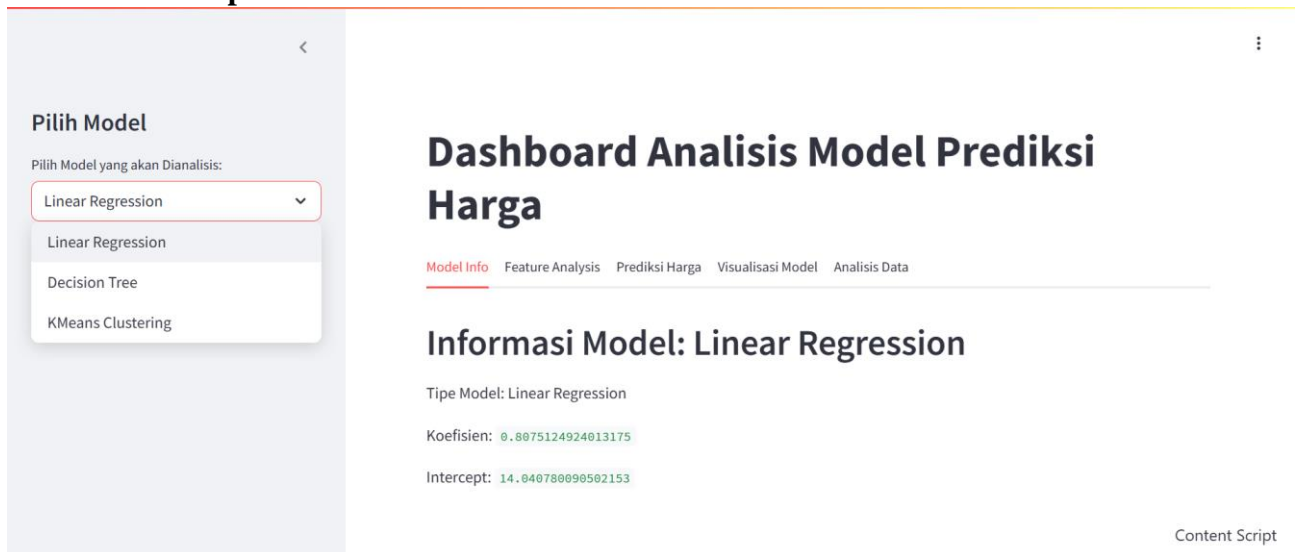 Pilih Model
Pilih Model yang akan Dianalisis:
Linear Regression
Linear Regression
Decision Tree
KMeans Clustering
Dashboard Analisis Model Prediksi
Harga
Model Info Feature Analysis Prediksi Harga Visualisasi Model Analisis Data
Informasi Model: Linear Regression
Tipe Model: Linear Regression
Koefisien: 0.8075124924013175
Intercept: 14.040780090502153
Content Script